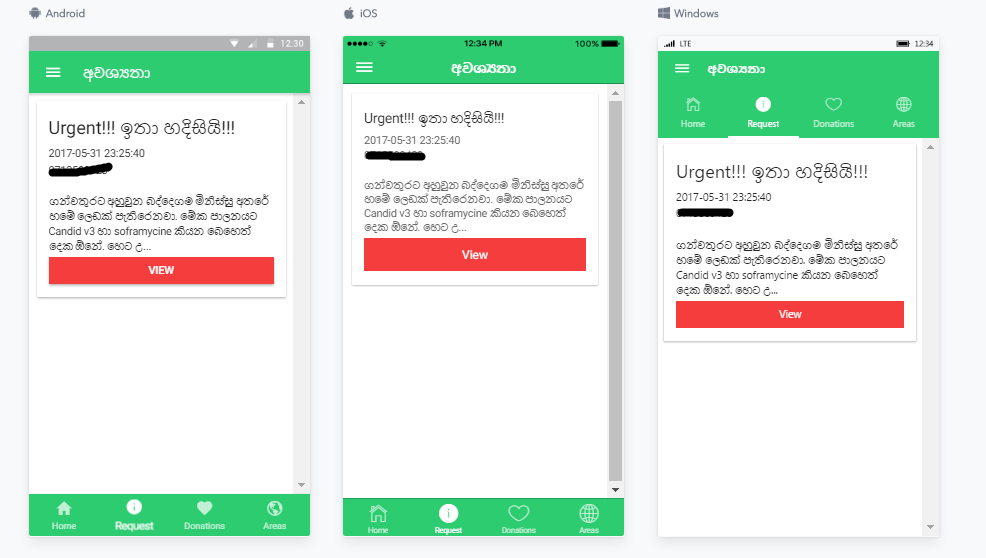 Android
12:30
අවශ්‍යතා
Urgent!!! ඉතා හදිසියි!!!
2017-05-31 23:25:40
ගන්වතුරට අහුවුන බද්දෙගම මිනිස්සු අතරේ
හමේ ලෙඩක් පැතිරෙනවා. මේක පාලනයට
Candid v3 හා soframycine කියන බෙහෙත්
දෙක ඕනේ. හෙට උ...
VIEW
Home
Request
Donations
Areas
iOS
12:34 PM
100%
අවශ්‍යතා
Urgent!!! ඉතා හදිසියි!!!
2017-05-31 23:25:40
ගන්වතුරට අහුවුන බද්දෙගම මිනිස්සු අතරේ
හමේ ලෙඩක් පැතිරෙනවා. මේක පාලනයට
Candid v3 හා soframycine කියන බෙහෙත්
දෙක ඕනේ. හෙට උ...
View
Home
Request
Donations
Areas
Windows
LTE
12:34
අවශ්‍යතා
Home
Request
Donations
Areas
Urgent!!! ඉතා හදිසියි!!!
2017-05-31 23:25:40
ගන්වතුරට අහුවුන බද්දෙගම මිනිස්සු අතරේ
හමේ ලෙඩක් පැතිරෙනවා. මේක පාලනයට
Candid v3 හා soframycine කියන බෙහෙත්
දෙක ඕනේ. හෙට උ...
View